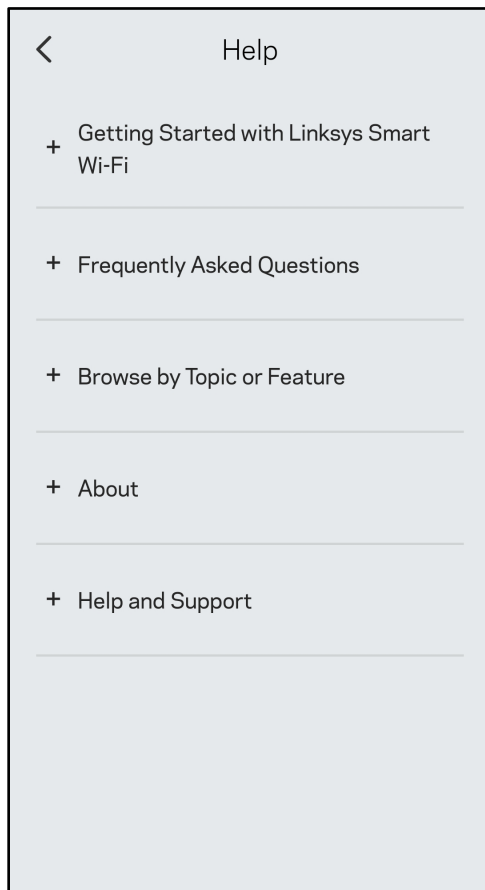 Help
Getting Started with Linksys Smart
Wi-Fi
Frequently Asked Questions
Browse by Topic or Feature
About
Help and Support